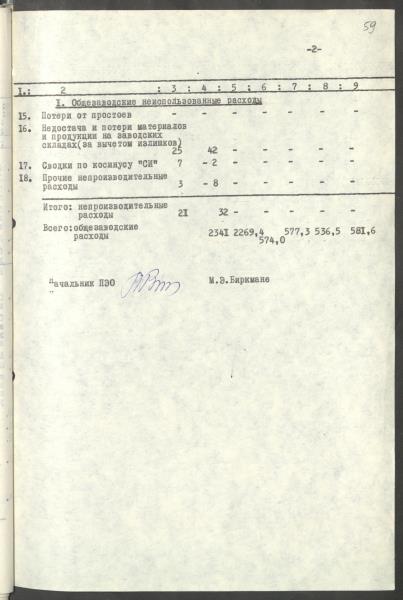 59
-2-
I.: 2 3 : 4 : 5 : 6 : 7 : 8 : 9
I. Общезаводские неиспользованные расходы
15. Потери от простоев - - - - - - -
16. Недостача и потери материалов
и продукции на заводских
складах(за вычетом излишков)
25 42 - - - - -
17. Сводки по косинусу "СИ" 7 - 2 - - - - -
18. Прочие непроизводительные
расходы 3 - 8 - - - - -
Итого: непроизводительные
расходы 21 32 - - - - -
Всего:общезаводские 2341 2269,4 577,3 536,5 581,6
расходы 574,0
"ачальник ПЭО М.Э.Биркмане